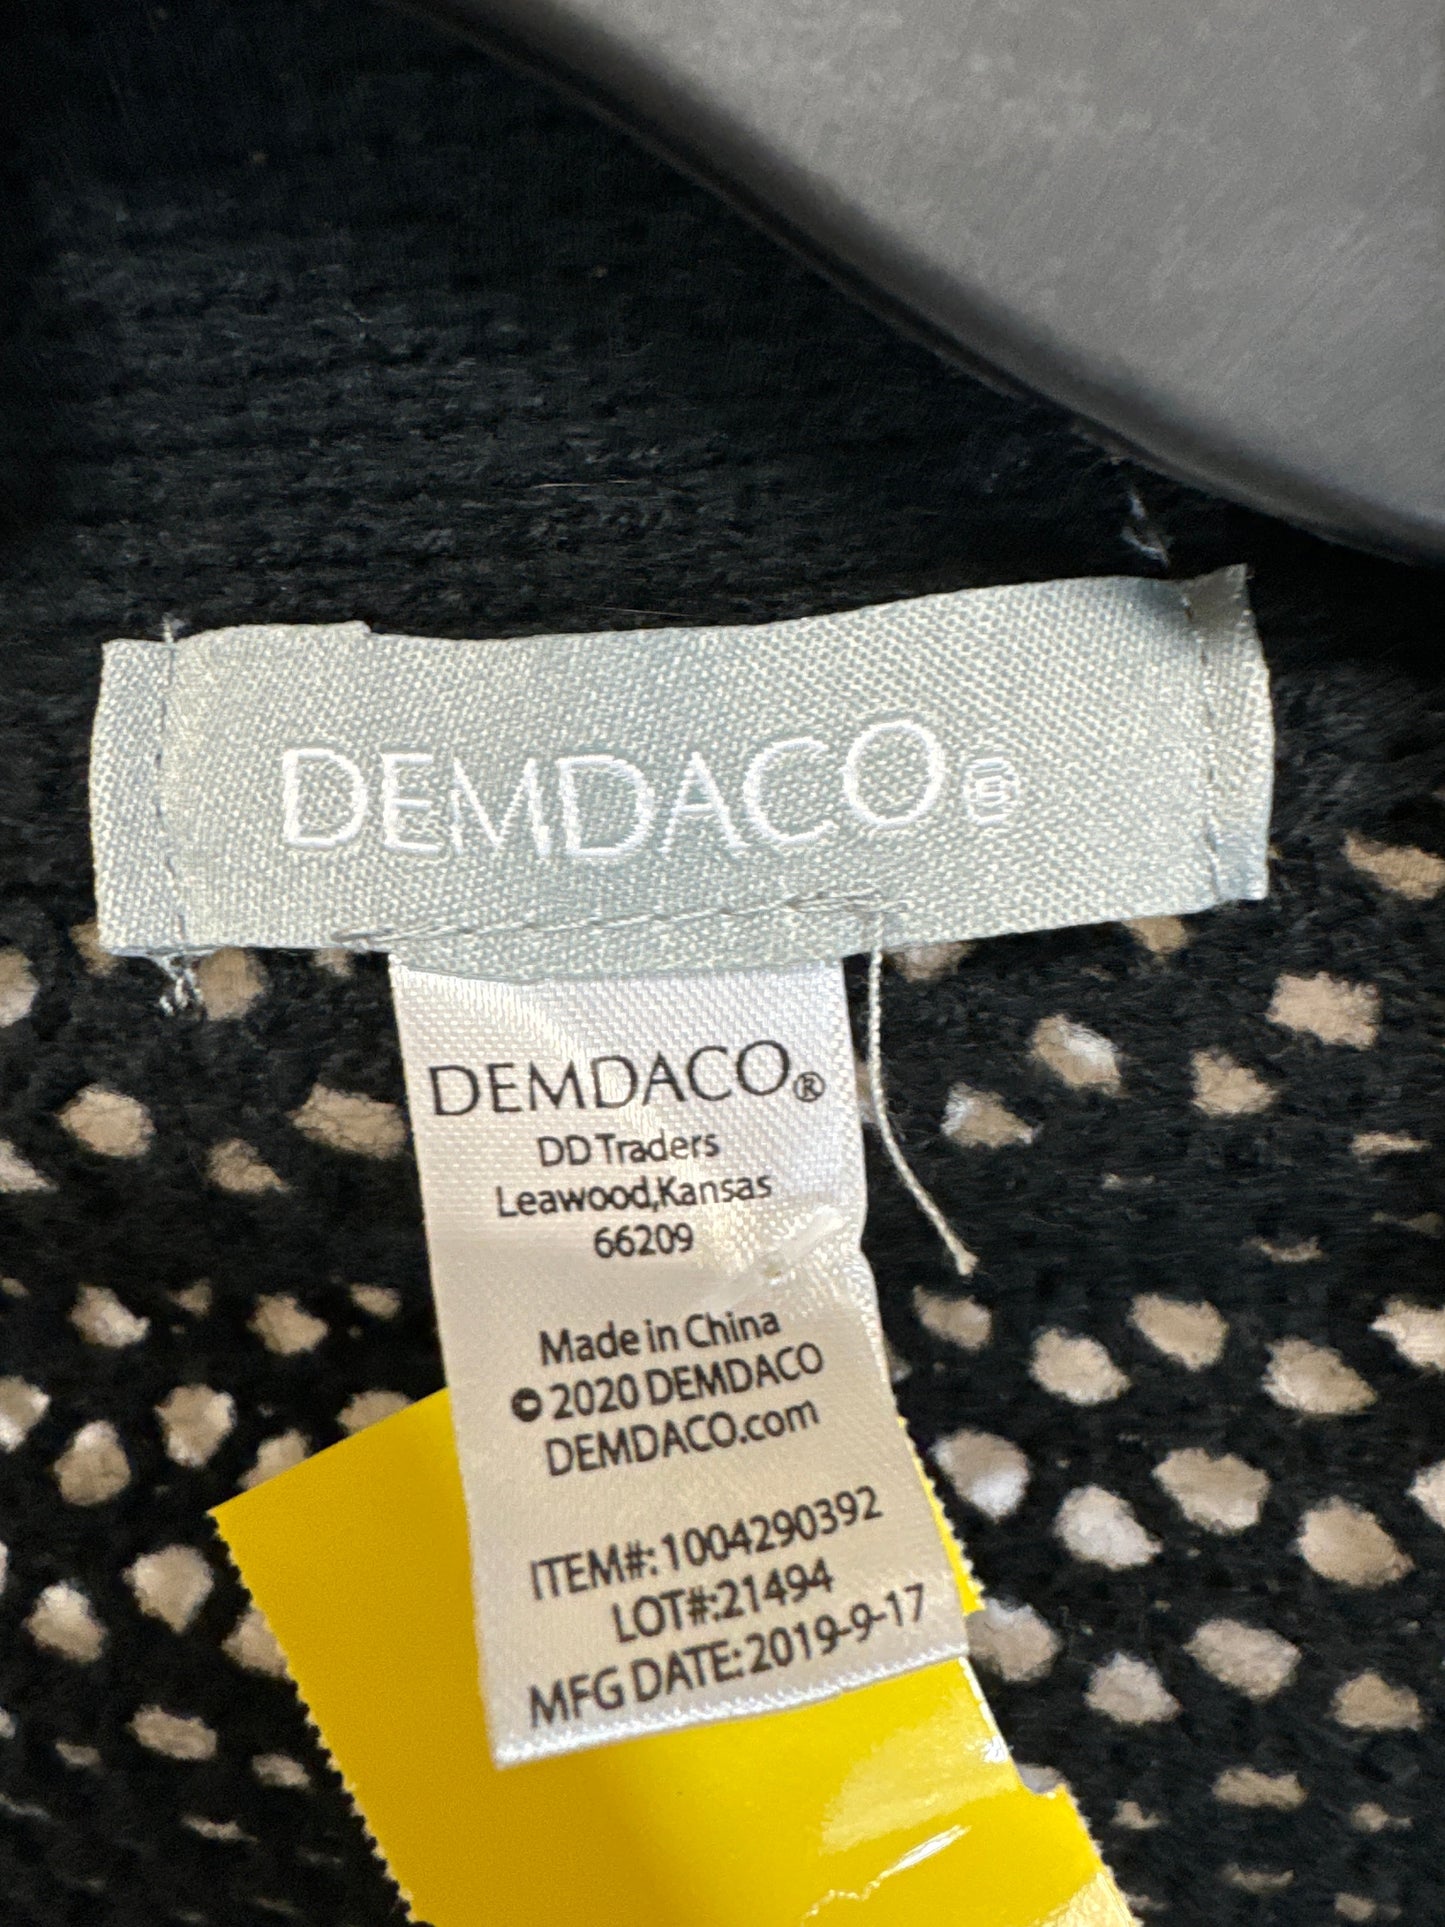 DEMDACO®
DEMDACO®
DD Traders
Leawood,Kansas
66209
Made in China
© 2020 DEMDACO
DEMDACO.com
ITEM#:1004290392
LOT#:21494
MFG DATE:2019-9-17